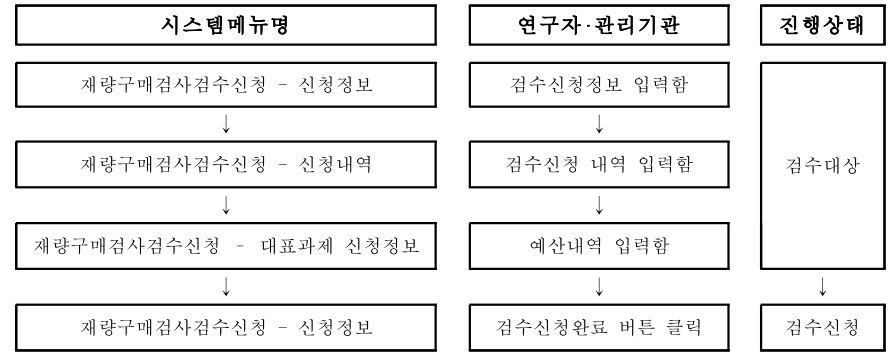 시스템메뉴명 연구자·관리기관 진행상태
재량구매검사검수신청 - 신청정보 검수신청정보 입력함
↓ ↓
재량구매검사검수신청 - 신청내역 검수신청 내역 입력함 검수대상
↓ ↓
재량구매검사검수신청 - 대표과제 신청정보 예산내역 입력함
↓ ↓ ↓
재량구매검사검수신청 - 신청정보 검수신청완료 버튼 클릭 검수신청